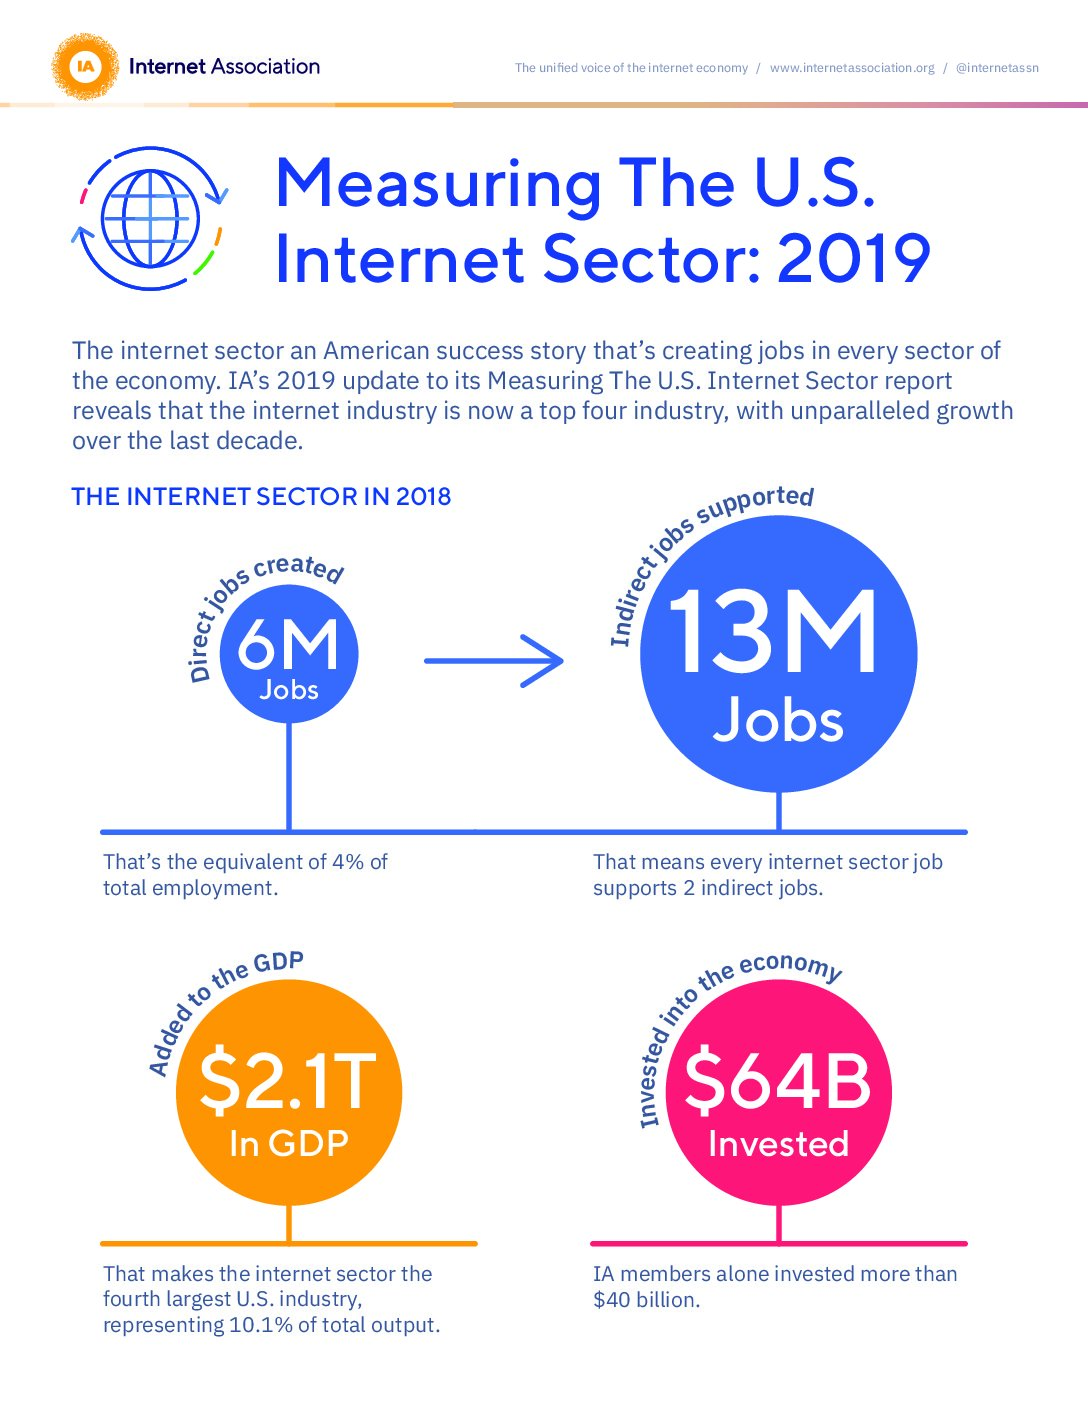 IA Internet Association
The unified voice of the internet economy / www.internetassociation.org / @internetassn
Measuring The U.S.
Internet Sector: 2019
The internet sector an American success story that’s creating jobs in every sector of
the economy. IA’s 2019 update to its Measuring The U.S. Internet Sector report
reveals that the internet industry is now a top four industry, with unparalleled growth
over the last decade.
THE INTERNET SECTOR IN 2018
Direct jobs created
6M
Jobs
Indirect jobs supported
13M
Jobs
That’s the equivalent of 4% of
total employment.
That means every internet sector job
supports 2 indirect jobs.
Added to the GDP
$2.1T
In GDP
Invested into the economy
$64B
Invested
That makes the internet sector the
fourth largest U.S. industry,
representing 10.1% of total output.
IA members alone invested more than
$40 billion.